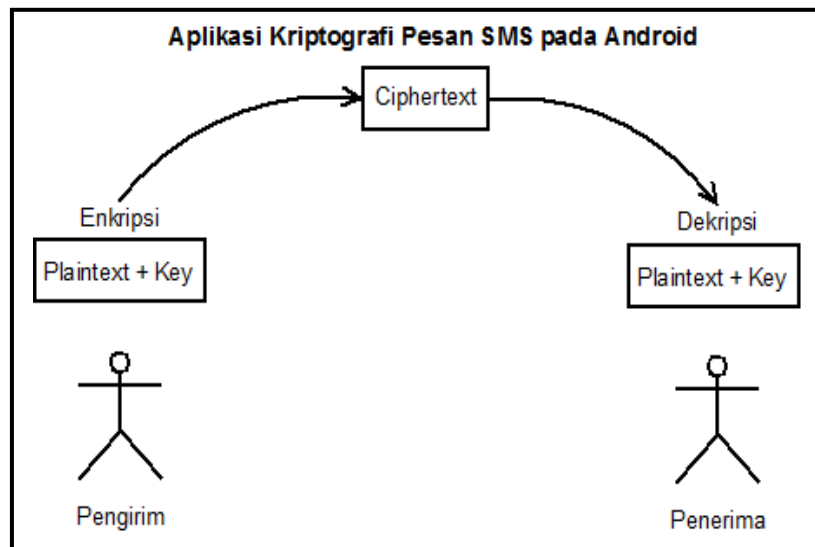 Aplikasi Kriptografi Pesan SMS pada Android
Ciphertext
Enkripsi
Plaintext + Key
Dekripsi
Plaintext + Key
Pengirim
Penerima